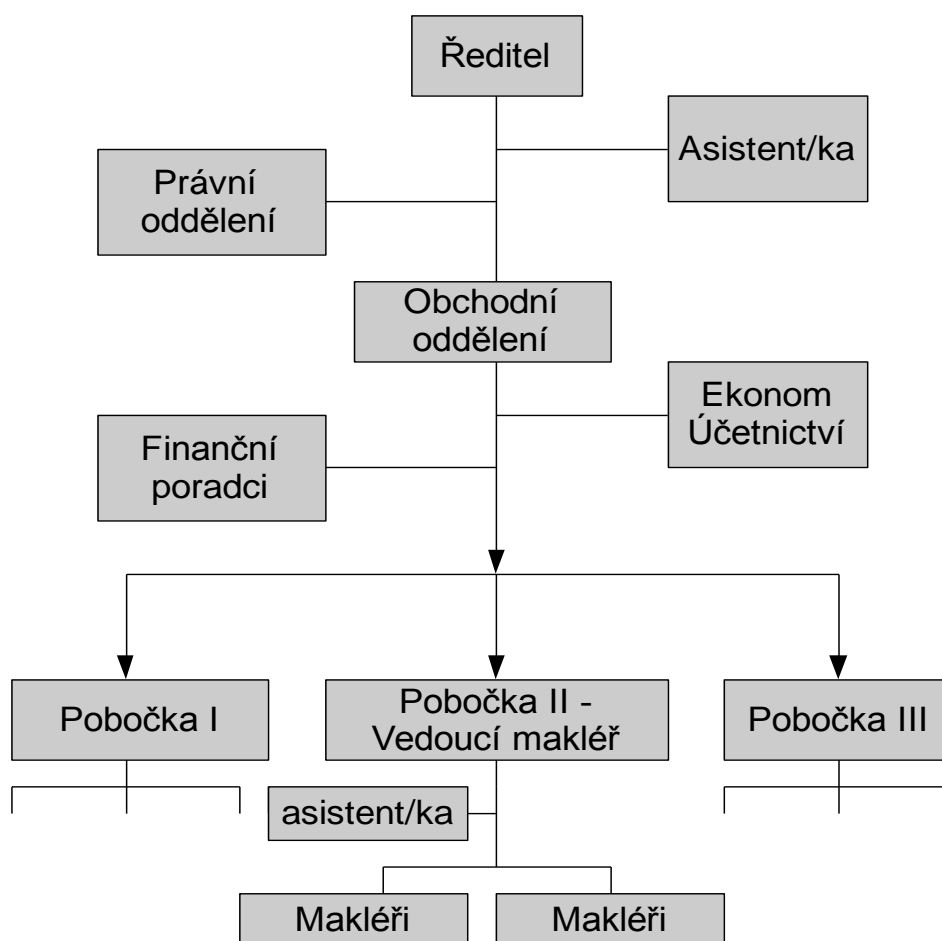 Ředitel
Asistent/ka
Právní
oddělení
Obchodní
oddělení
Ekonom
Účetnictví
Finanční
poradci
Pobočka I
Pobočka II -
Vedoucí makléř
Pobočka III
asistent/ka
Makléři
Makléři